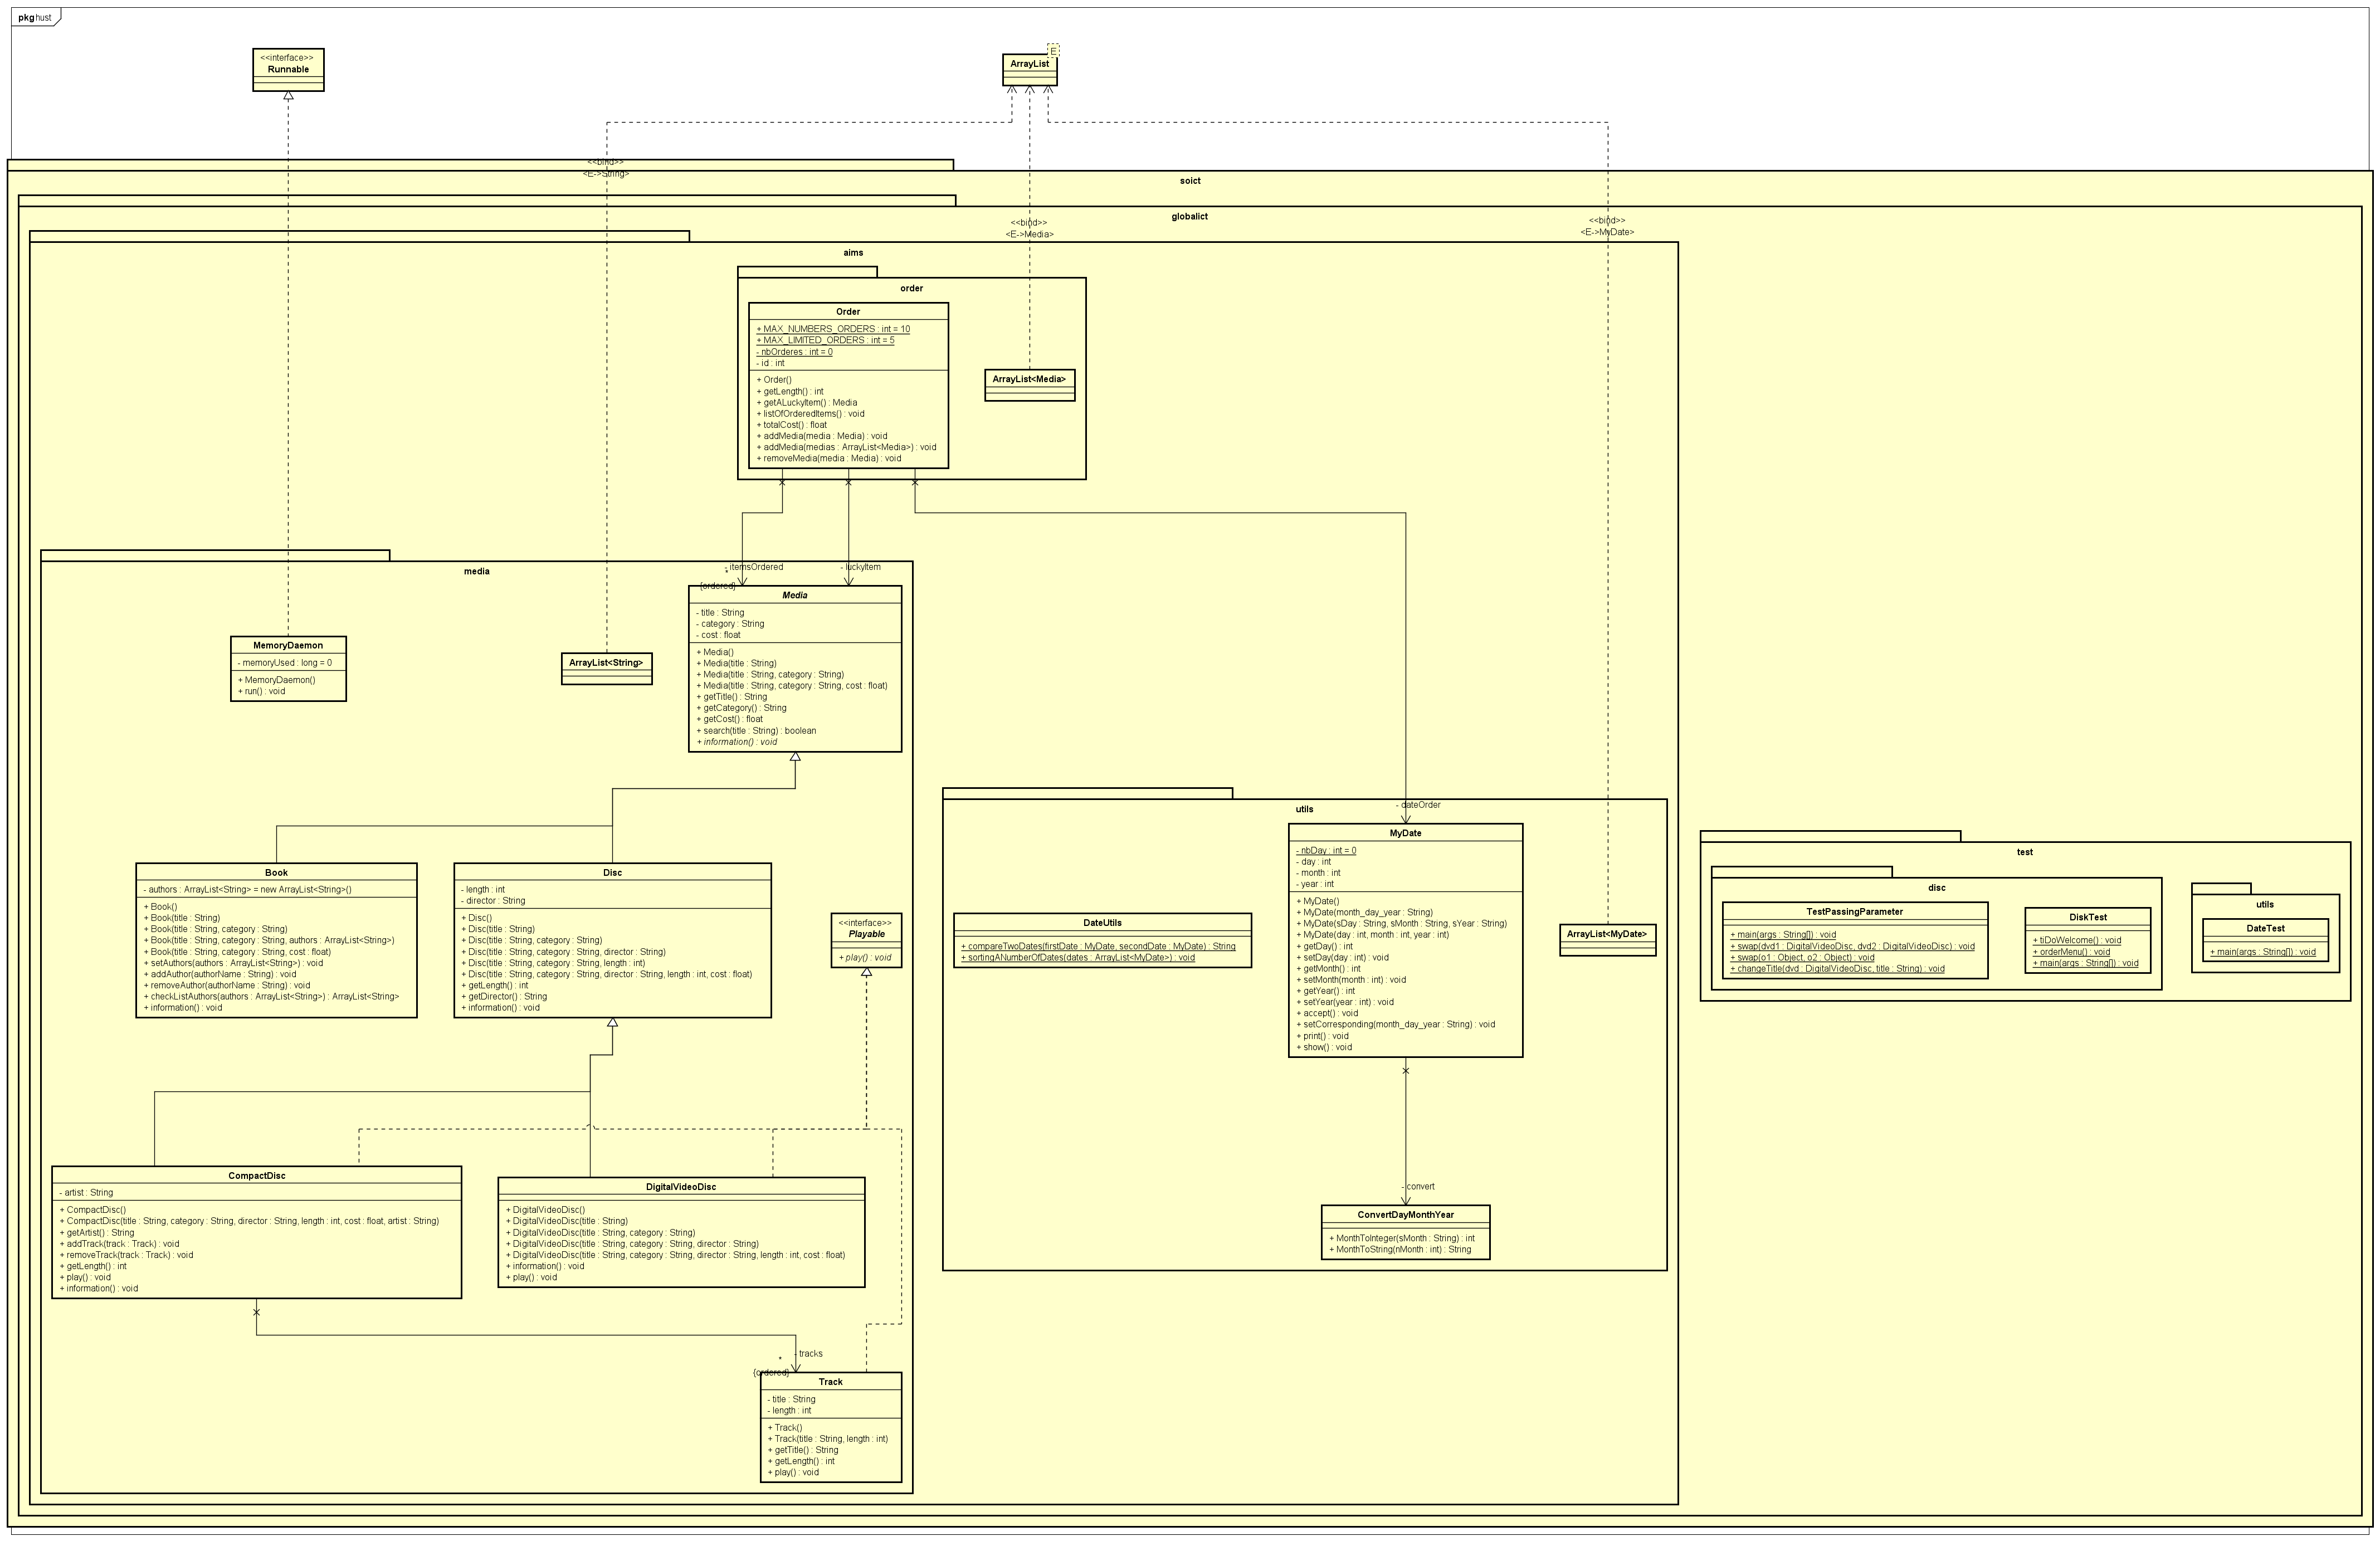 pkg hust
<<interface>>
Runnable
E
ArrayList
<<bind>>
<E->String>
soict
globalict
<<bind>>
<E->Media>
<<bind>>
<E->MyDate>
aims
order
Order
+ MAX_NUMBERS_ORDERS : int = 10
+ MAX_LIMITED_ORDERS : int = 5
- nbOrderes : int = 0
- id : int
+ Order()
+ getLength() : int
+ getALuckyItem() : Media
+ listOfOrderedItems() : void
+ totalCost() : float
+ addMedia(media : Media) : void
+ addMedia(medias : ArrayList<Media>) : void
+ removeMedia(media : Media) : void
ArrayList<Media>
media
- itemsOrdered
*
{ordered}
- luckyItem
Media
- title : String
- category : String
- cost : float
+ Media()
+ Media(title : String)
+ Media(title : String, category : String)
+ Media(title : String, category : String, cost : float)
+ getTitle() : String
+ getCategory() : String
+ getCost() : float
+ search(title : String) : boolean
+ information() : void
MemoryDaemon
- memoryUsed : long = 0
+ MemoryDaemon()
+ run() : void
ArrayList<String>
Book
- authors : ArrayList<String> = new ArrayList<String>()
+ Book()
+ Book(title : String)
+ Book(title : String, category : String)
+ Book(title : String, category : String, authors : ArrayList<String>)
+ Book(title : String, category : String, cost : float)
+ setAuthors(authors : ArrayList<String>) : void
+ addAuthor(authorName : String) : void
+ removeAuthor(authorName : String) : void
+ checkListAuthors(authors : ArrayList<String>) : ArrayList<String>
+ information() : void
Disc
- length : int
- director : String
+ Disc()
+ Disc(title : String)
+ Disc(title : String, category : String)
+ Disc(title : String, category : String, director : String)
+ Disc(title : String, category : String, length : int)
+ Disc(title : String, category : String, director : String, length : int, cost : float)
+ getLength() : int
+ getDirector() : String
+ information() : void
<<interface>>
Playable
+ play() : void
CompactDisc
- artist : String
+ CompactDisc()
+ CompactDisc(title : String, category : String, director : String, length : int, cost : float, artist : String)
+ getArtist() : String
+ addTrack(track : Track) : void
+ removeTrack(track : Track) : void
+ getLength() : int
+ play() : void
+ information() : void
DigitalVideoDisc
+ DigitalVideoDisc()
+ DigitalVideoDisc(title : String)
+ DigitalVideoDisc(title : String, category : String)
+ DigitalVideoDisc(title : String, category : String, director : String)
+ DigitalVideoDisc(title : String, category : String, director : String, length : int, cost : float)
+ information() : void
+ play() : void
- tracks
*
{ordered}
Track
- title : String
- length : int
+ Track()
+ Track(title : String, length : int)
+ getTitle() : String
+ getLength() : int
+ play() : void
utils
- dateOrder
DateUtils
+ compareTwoDates(firstDate : MyDate, secondDate : MyDate) : String
+ sortingANumberOfDates(dates : ArrayList<MyDate>) : void
MyDate
- nbDay : int = 0
- day : int
- month : int
- year : int
+ MyDate()
+ MyDate(month_day_year : String)
+ MyDate(sDay : String, sMonth : String, sYear : String)
+ MyDate(day : int, month : int, year : int)
+ getDay() : int
+ setDay(day : int) : void
+ getMonth() : int
+ setMonth(month : int) : void
+ getYear() : int
+ setYear(year : int) : void
+ accept() : void
+ setCorresponding(month_day_year : String) : void
+ print() : void
+ show() : void
ArrayList<MyDate>
- convert
ConvertDayMonthYear
+ MonthToInteger(sMonth : String) : int
+ MonthToString(nMonth : int) : String
test
disc
TestPassingParameter
+ main(args : String[]) : void
+ swap(dvd1 : DigitalVideoDisc, dvd2 : DigitalVideoDisc) : void
+ swap(o1 : Object, o2 : Object) : void
+ changeTitle(dvd : DigitalVideoDisc, title : String) : void
DiskTest
+ tiDoWelcome() : void
+ orderMenu() : void
+ main(args : String[]) : void
utils
DateTest
+ main(args : String[]) : void